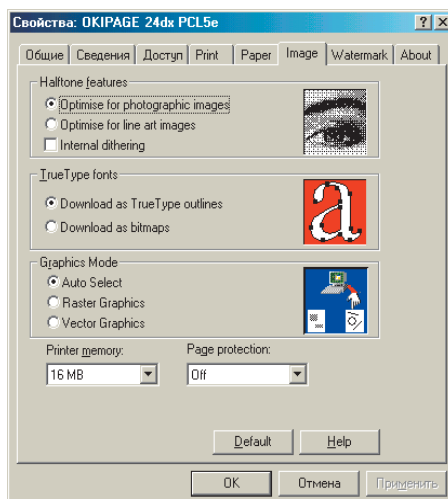 Свойства: OKIPAGE 24dx PCL5e
Общие Сведения Доступ Print Paper Image Watermark About
Halftone features
Optimise for photographic images
Optimise for line art images
Internal dithering
TrueType fonts
Download as TrueType outlines
Download as bitmaps
a
Graphics Mode
Auto Select
Raster Graphics
Vector Graphics
Printer memory: Page protection:
16 MB Off
Default Help
OK Отмена Применить